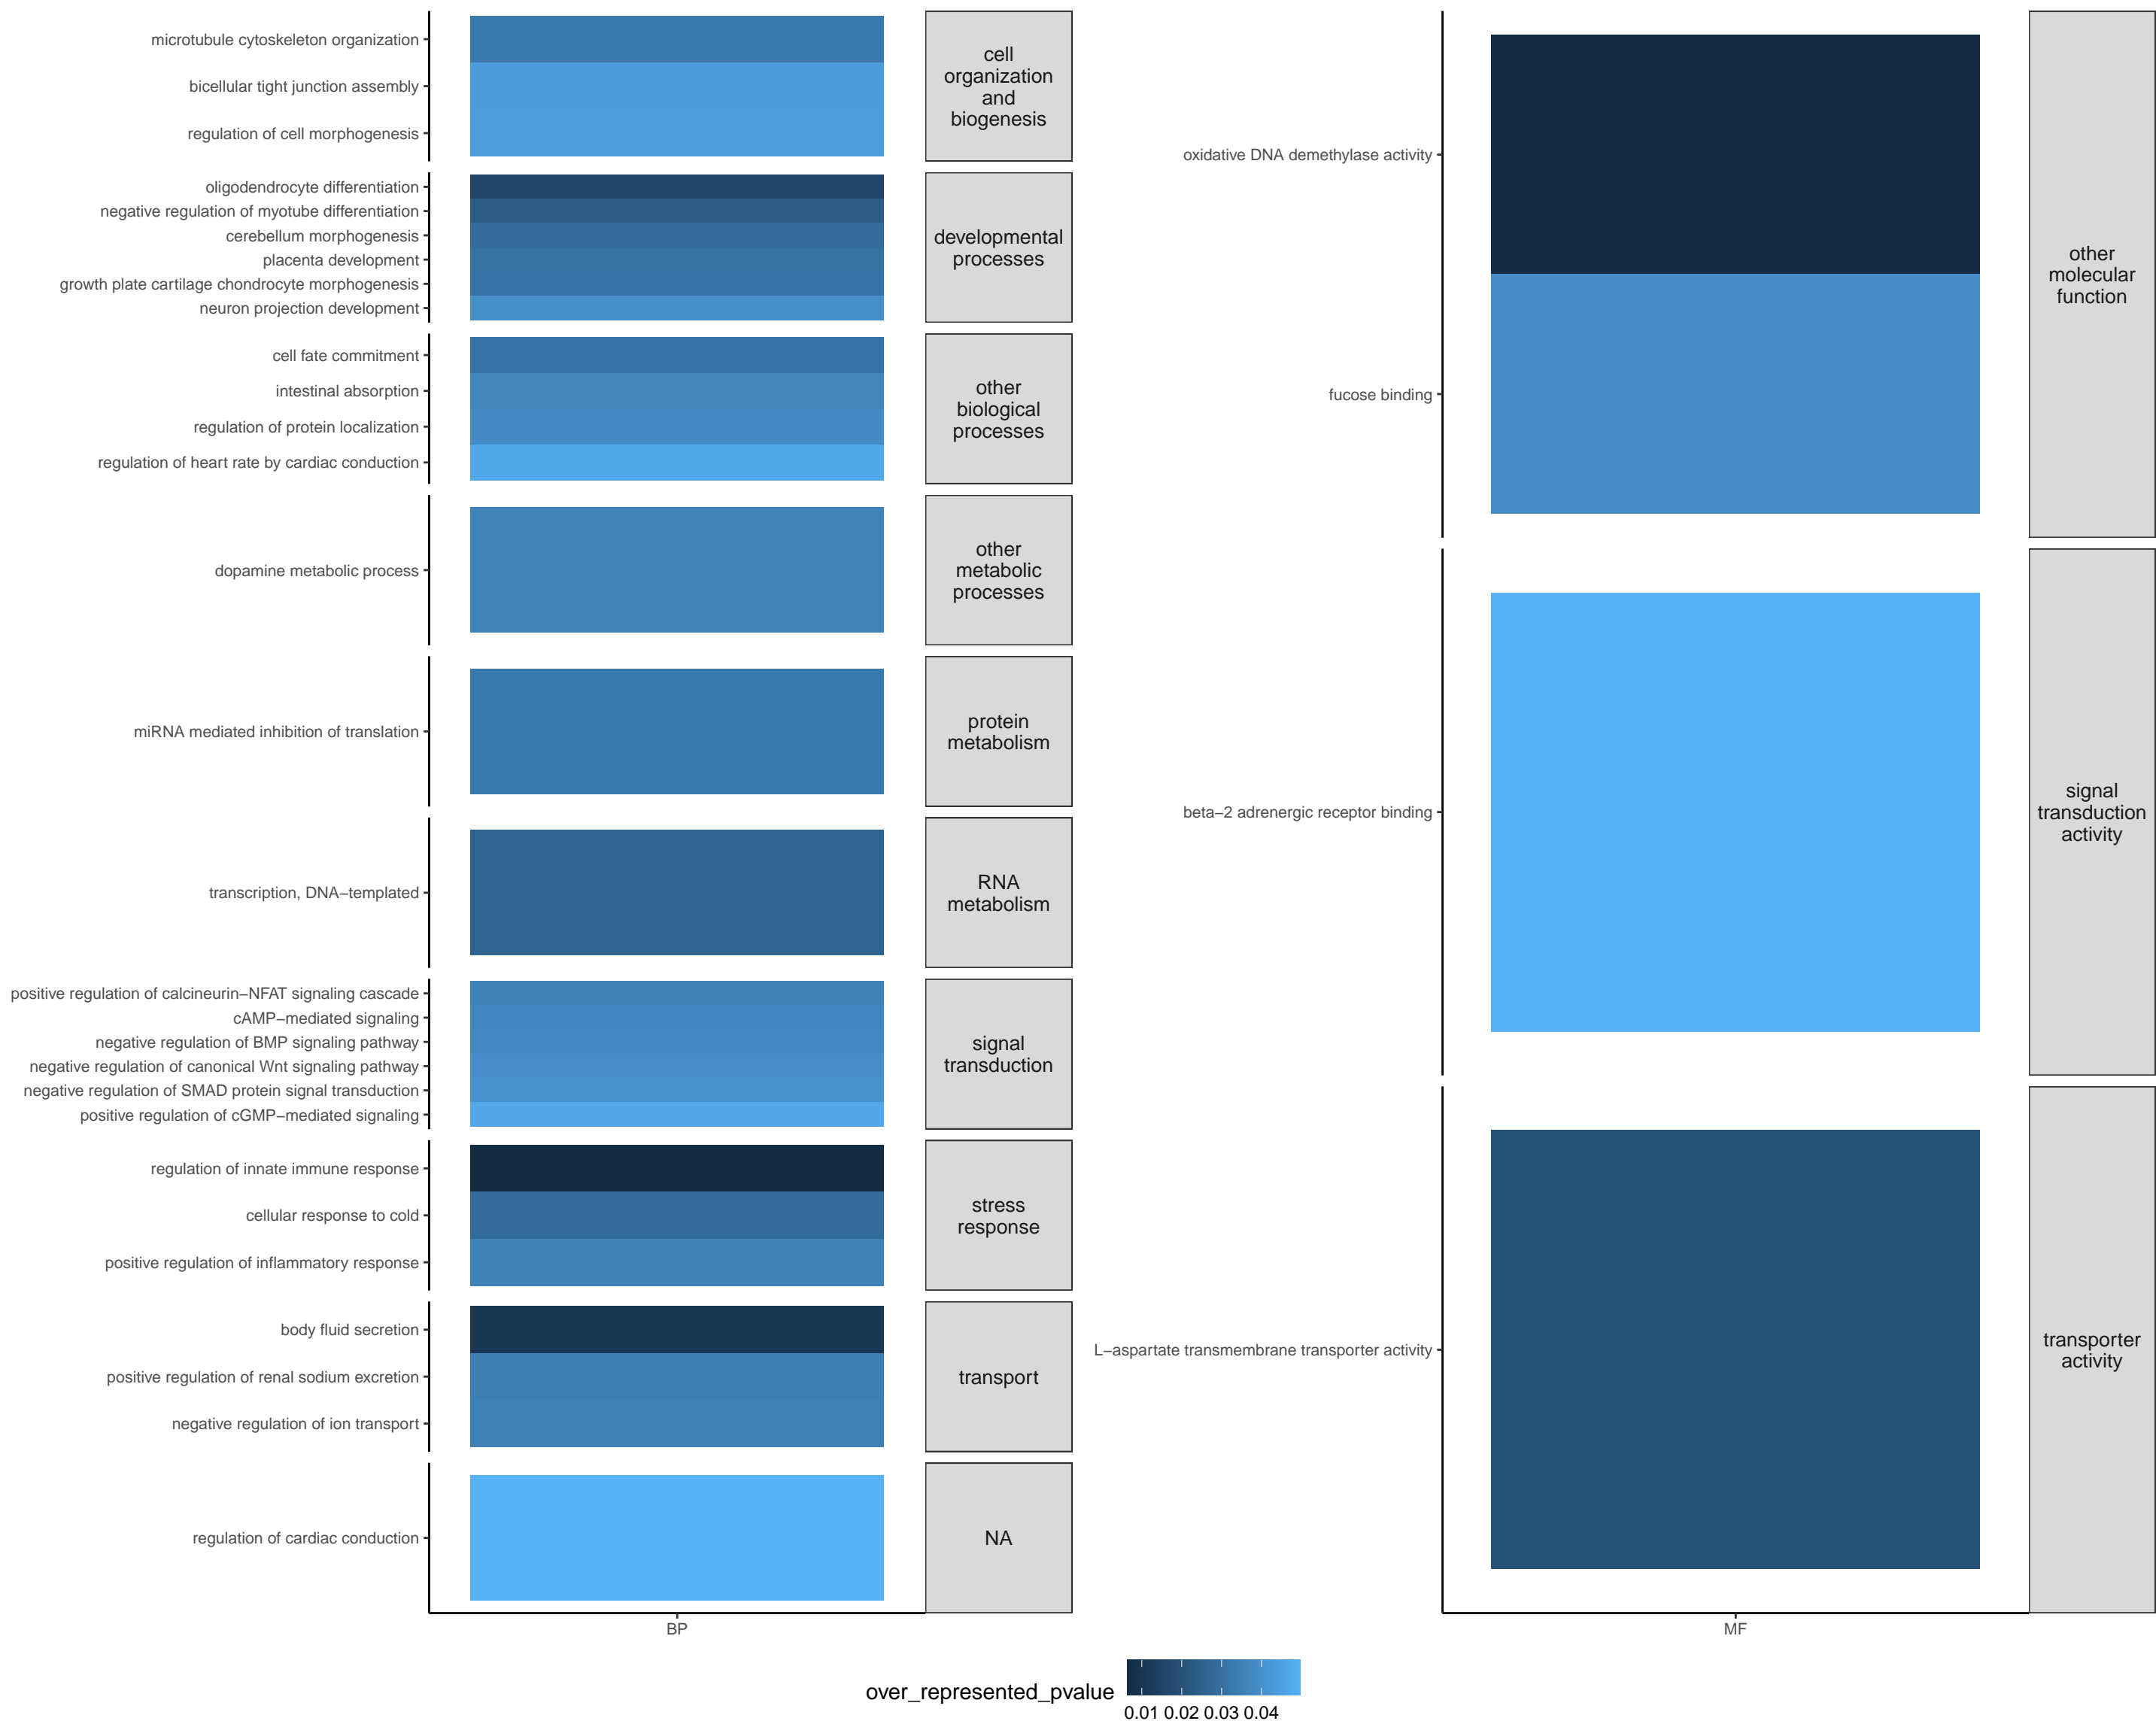 microtubule cytoskeleton organization
bicellular tight junction assembly
regulation of cell morphogenesis
cell
organization
and
biogenesis
oligodendrocyte differentiation
negative regulation of myotube differentiation
cerebellum morphogenesis
placenta development
growth plate cartilage chondrocyte morphogenesis
neuron projection development
developmental
processes
cell fate commitment
intestinal absorption
regulation of protein localization
regulation of heart rate by cardiac conduction
other
biological
processes
dopamine metabolic process
other
metabolic
processes
miRNA mediated inhibition of translation
protein
metabolism
transcription, DNA−templated
RNA
metabolism
positive regulation of calcineurin−NFAT signaling cascade
cAMP−mediated signaling
negative regulation of BMP signaling pathway
negative regulation of canonical Wnt signaling pathway
negative regulation of SMAD protein signal transduction
positive regulation of cGMP−mediated signaling
signal
transduction
regulation of innate immune response
cellular response to cold
positive regulation of inflammatory response
stress
response
body fluid secretion
positive regulation of renal sodium excretion
negative regulation of ion transport
transport
regulation of cardiac conduction
NA
BP
oxidative DNA demethylase activity
fucose binding
other
molecular
function
beta−2 adrenergic receptor binding
signal
transduction
activity
L−aspartate transmembrane transporter activity
transporter
activity
MF
over_represented_pvalue
0.01 0.02 0.03 0.04